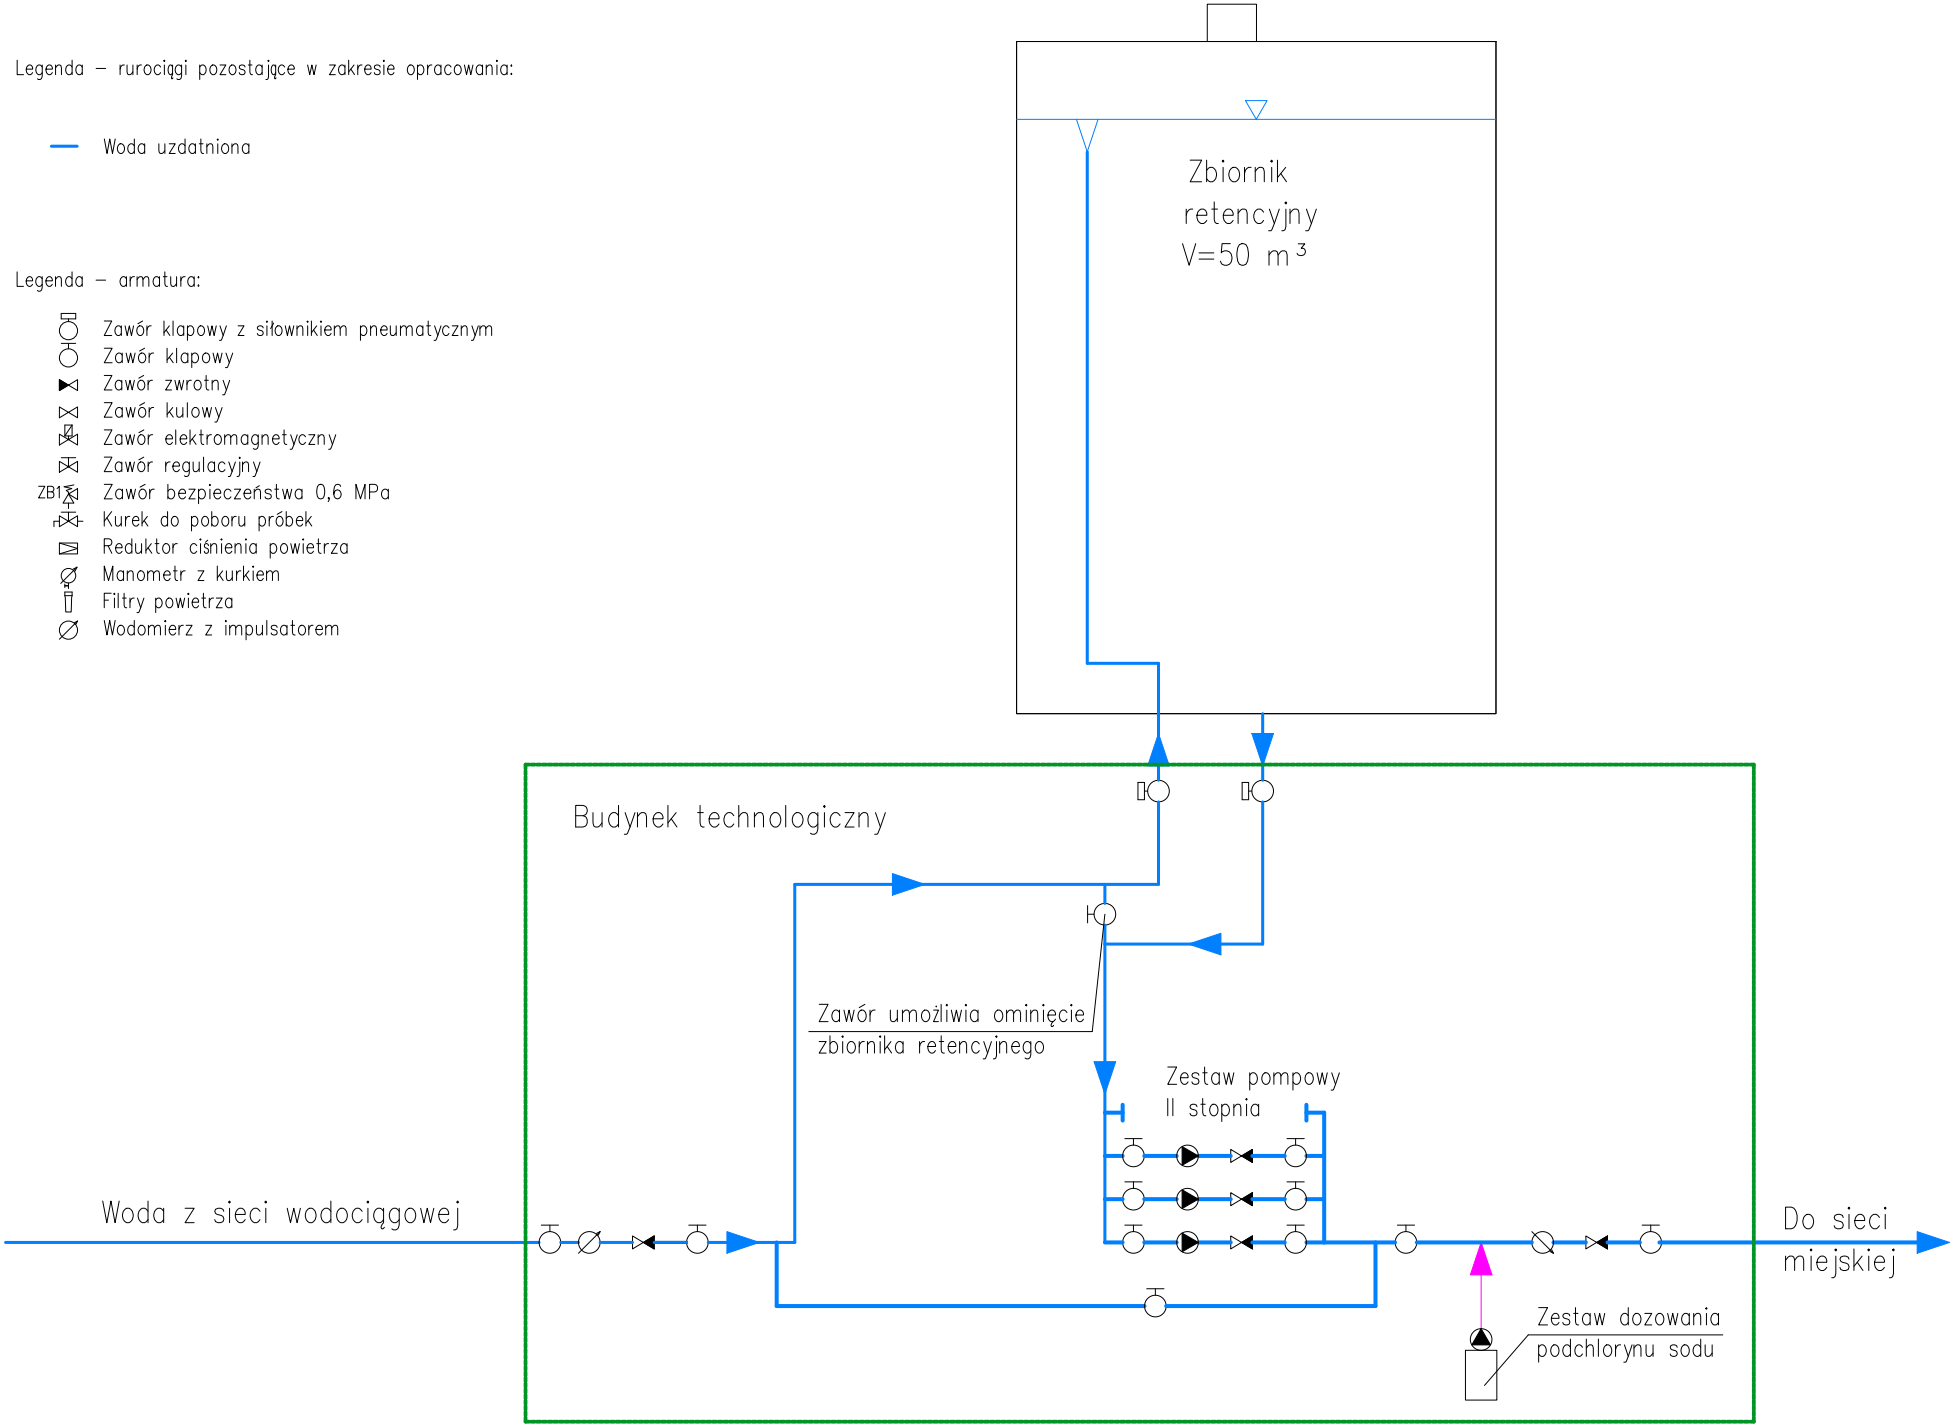 Legenda – rurociągi pozostające w zakresie opracowania:
Woda uzdatniona
Legenda – armatura:
Zawór klapowy z siłownikiem pneumatycznym
Zawór klapowy
Zawór zwrotny
Zawór kulowy
Zawór elektromagnetyczny
Zawór regulacyjny
ZB1 Zawór bezpieczeństwa 0,6 MPa
Kurek do poboru próbek
Reduktor ciśnienia powietrza
Manometr z kurkiem
Filtry powietrza
Wodomierz z impulsatorem
Zbiornik
retencyjny
V=50 m³
Budynek technologiczny
Zawór umożliwia ominięcie
zbiornika retencyjnego
Zestaw pompowy
II stopnia
Woda z sieci wodociągowej
Do sieci
miejskiej
Zestaw dozowania
podchlorynu sodu